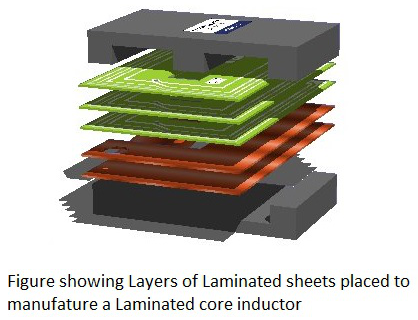 Figure showing Layers of Laminated sheets placed to
manufature a Laminated core inductor